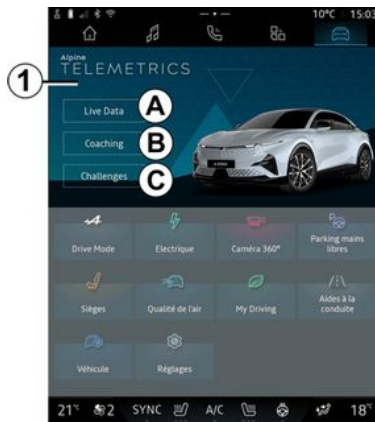 10°C 15:03
Alpine
TELEMETRICS
1
Live Data A
Coaching B
Challenges C
Drive Mode
Electrique
Caméra 360°
Parking mains
libres
Sièges
Qualité de l'air
My Driving
Aides à la
conduite
Véhicule
Réglages
21° 2 SYNC A/C 18°